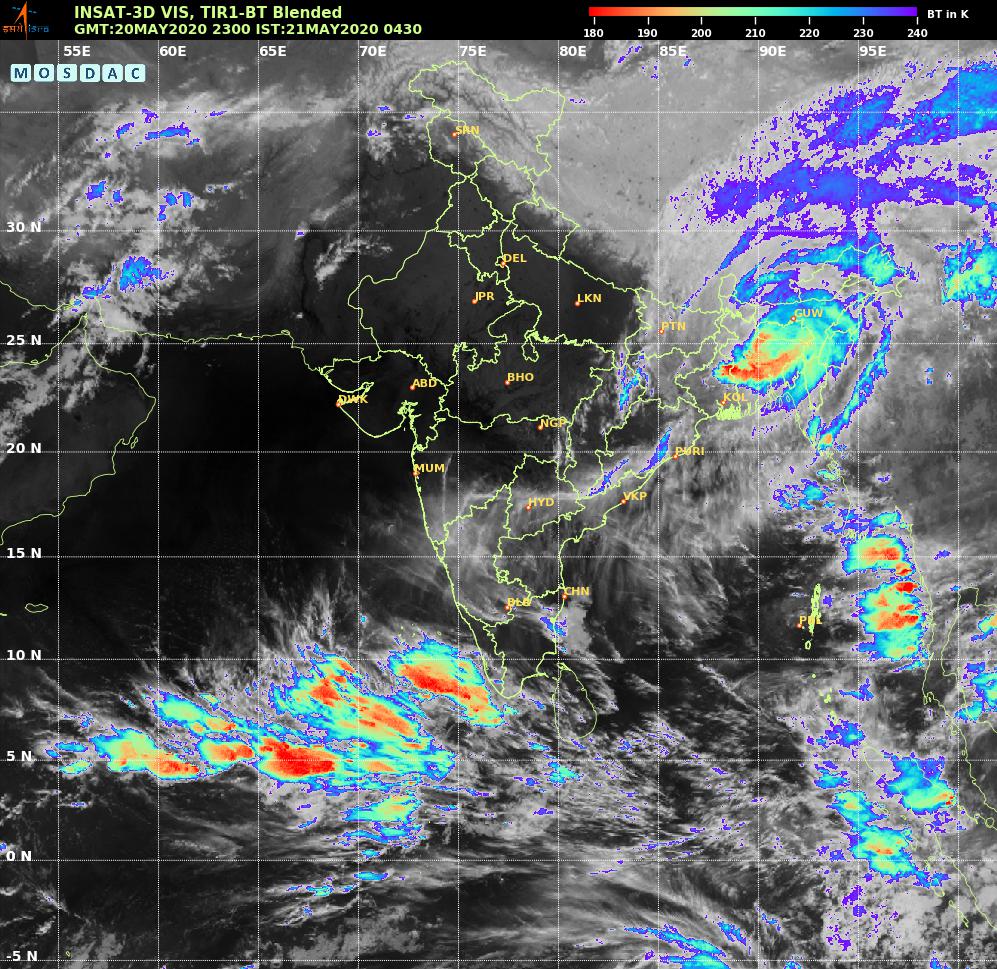 INSAT-3D VIS, TIR1-BT Blended
GMT:20MAY2020 2300 IST:21MAY2020 0430
BT in K
180 190 200 210 220 230 240
55E 60E 65E 70E 75E 80E 85E 90E 95E
MOSDAC
SRN
30 N
DEL
JPR
LKN
GUW
PTN
25 N
BHO
ABD
DWK
KOL
NGP
20 N
PURI
MUM
VKP
HYD
15 N
CHN
BLR
PBL
10 N
5 N
0 N
-5 N